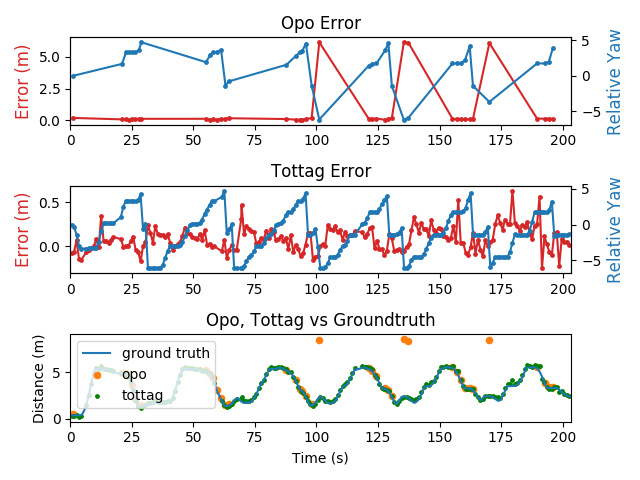 Opo Error
Error (m)
5.0
2.5
0.0
5
0
−5
Relative Yaw
0 25 50 75 100 125 150 175 200
Tottag Error
Error (m)
0.5
0.0
5
0
−5
Relative Yaw
0 25 50 75 100 125 150 175 200
Opo, Tottag vs Groundtruth
Distance (m)
5
0
ground truth
opo
tottag
0 25 50 75 100 125 150 175 200
Time (s)